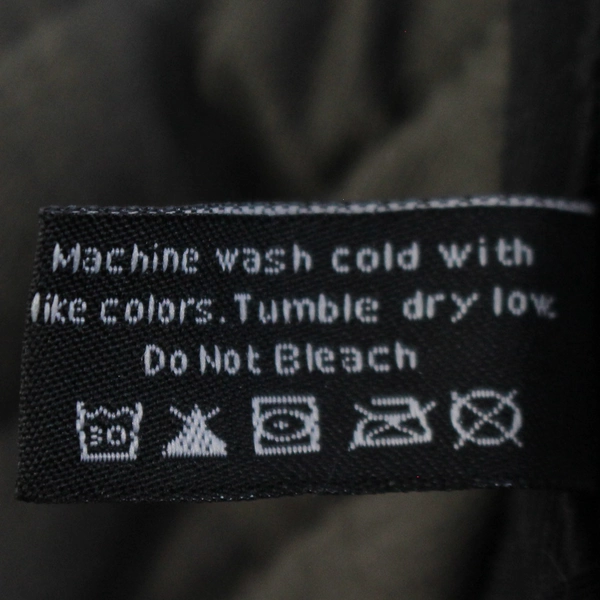 Machine wash cold with
like colors. Tumble dry low.
Do Not Bleach
30